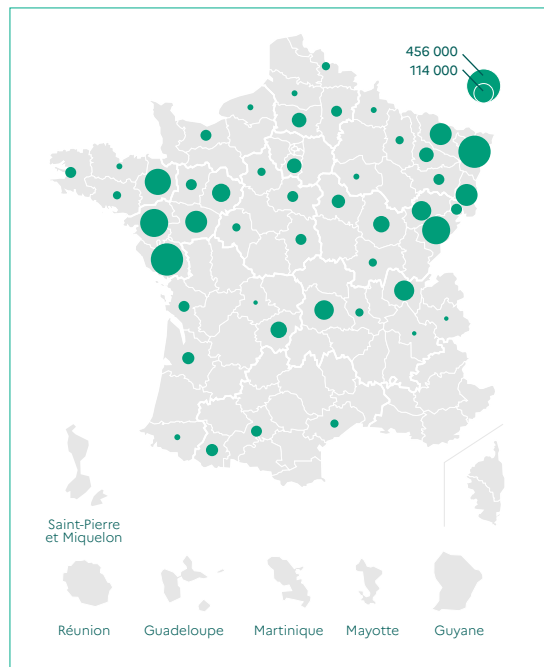 456 000
114 000
Saint-Pierre
et Miquelon
Réunion
Guadeloupe
Martinique
Mayotte
Guyane